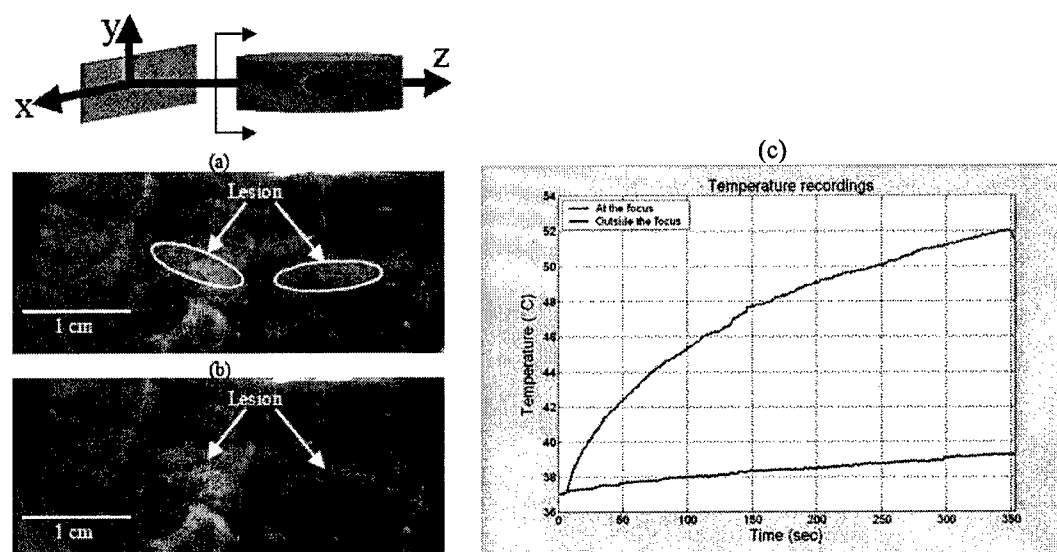 y
z
x
(a)
Lesion
1 cm
(b)
Lesion
1 cm
(c)
Temperature recordings
At the focus
Outside the focus
Temperature (°C)
54
52
50
48
46
44
42
40
38
36
0
50
100
150
200
250
300
350
Time (sec)